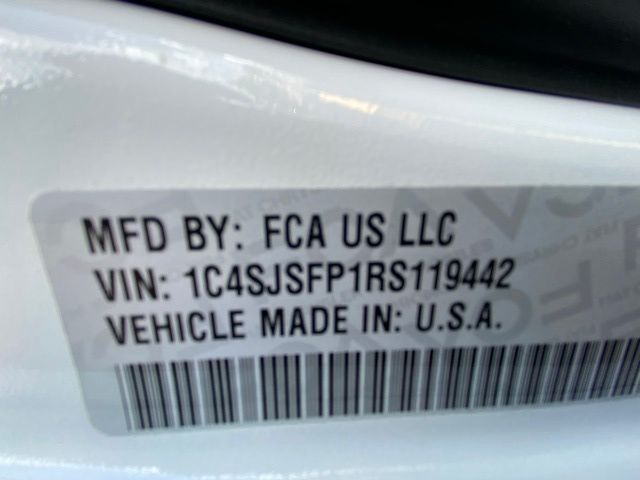 MFD BY: FCA US LLC
VIN: 1C4SJSFP1RS119442
VEHICLE MADE IN: U.S.A.